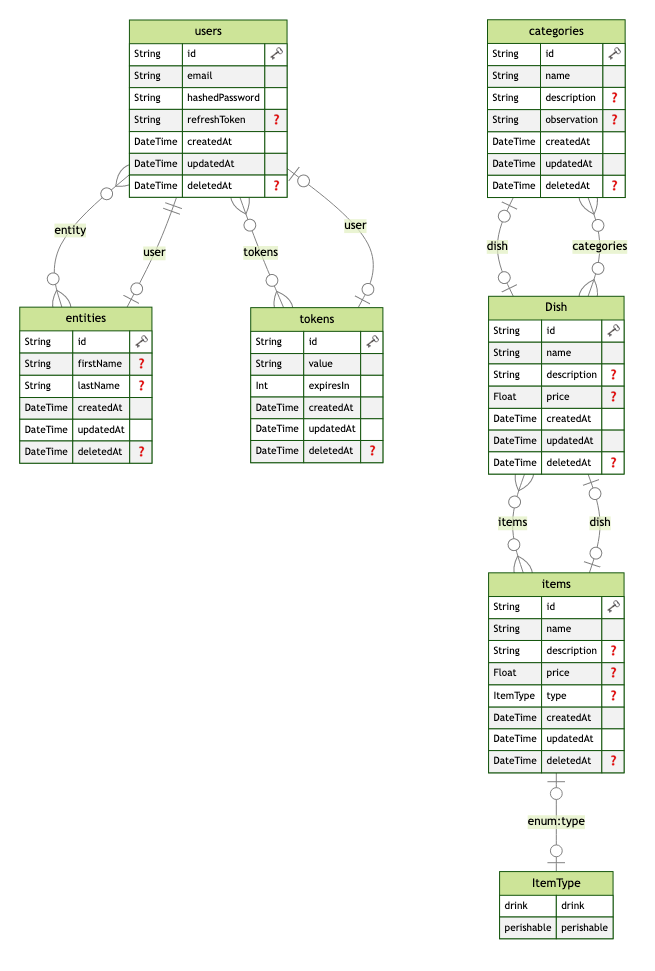 users
String id
String email
String hashedPassword
String refreshToken ?
DateTime createdAt
DateTime updatedAt
DateTime deletedAt ?
entity
user
tokens
user
entities
String id
String firstName ?
String lastName ?
DateTime createdAt
DateTime updatedAt
DateTime deletedAt ?
tokens
String id
String value
Int expiresIn
DateTime createdAt
DateTime updatedAt
DateTime deletedAt ?
categories
String id
String name
String description ?
String observation ?
DateTime createdAt
DateTime updatedAt
DateTime deletedAt ?
dish
categories
Dish
String id
String name
String description ?
Float price ?
DateTime createdAt
DateTime updatedAt
DateTime deletedAt ?
items
dish
items
String id
String name
String description ?
Float price ?
ItemType type ?
DateTime createdAt
DateTime updatedAt
DateTime deletedAt ?
enum:type
ItemType
drink drink
perishable perishable